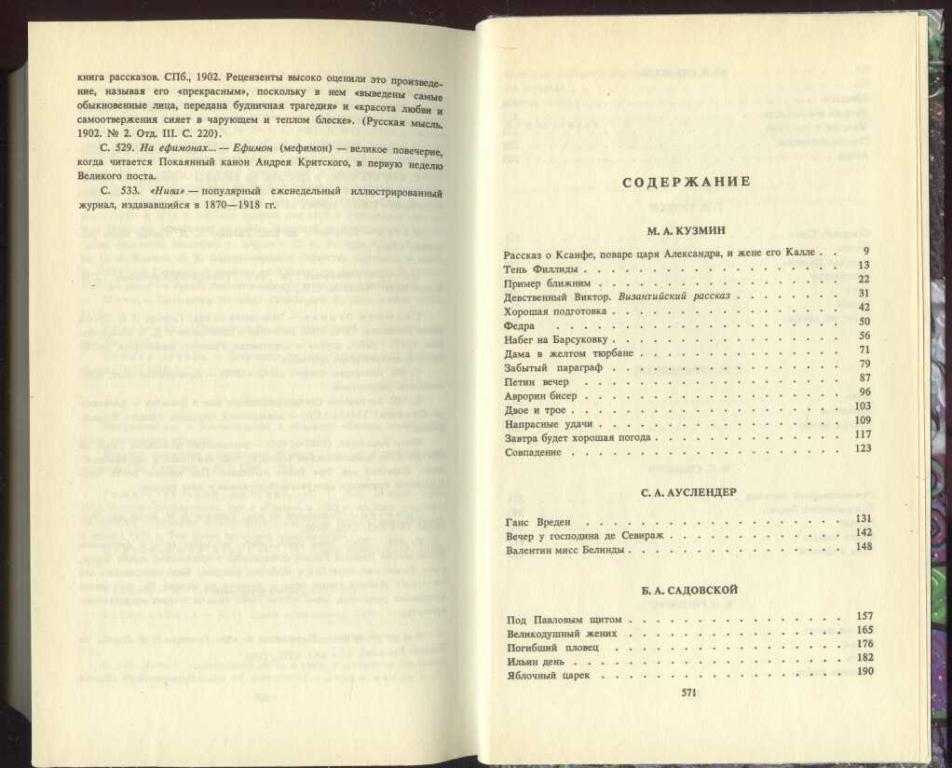 книга рассказов. СПб., 1902. Рецензенты высоко оценили это произведе-
ние, называя его «прекрасным», поскольку в нем «выведены самые
обыкновенные лица, передана будничная трагедия» и «красота любви и
самоотвержения сияет в чарующем и теплом блеске». (Русская мысль.
1902. № 2. Отд. III. С. 220).
С. 529. На ефимонах... — Ефимон (мефимон) — великое повечерие,
когда читается Покаянный канон Андрея Критского, в первую неделю
Великого поста.
С. 533. «Нива» — популярный еженедельный иллюстрированный
журнал, издававшийся в 1870—1918 гг.
СОДЕРЖАНИЕ
М. А. КУЗМИН
Рассказ о Ксанфе, поваре царя Александра, и жене его Калле . . 9
Тень Филлиды . . . . . . . . . . . . . . . . . . . 13
Пример ближним . . . . . . . . . . . . . . . . . . 22
Девственный Виктор. Византийский рассказ . . . . . . . . 31
Хорошая подготовка . . . . . . . . . . . . . . . . . 42
Федра . . . . . . . . . . . . . . . . . . . . . 50
Набег на Барсуковку . . . . . . . . . . . . . . . . . 56
Дама в желтом тюрбане . . . . . . . . . . . . . . . 71
Забытый параграф . . . . . . . . . . . . . . . . . 79
Петин вечер . . . . . . . . . . . . . . . . . . . 87
Аврорин бисер . . . . . . . . . . . . . . . . . . . 96
Двое и трое . . . . . . . . . . . . . . . . . . . . 103
Напрасные удачи . . . . . . . . . . . . . . . . . . 109
Завтра будет хорошая погода . . . . . . . . . . . . . . 117
Совпадение . . . . . . . . . . . . . . . . . . . . 123
С. А. АУСЛЕНДЕР
Ганс Вреден . . . . . . . . . . . . . . . . . . . 131
Вечер у господина де Севираж . . . . . . . . . . . . . 142
Валентин мисс Белинды . . . . . . . . . . . . . . . . 148
Б. А. САДОВСКОЙ
Под Павловым щитом . . . . . . . . . . . . . . . . 157
Великодушный жених . . . . . . . . . . . . . . . . 165
Погибший пловец . . . . . . . . . . . . . . . . . 176
Ильин день . . . . . . . . . . . . . . . . . . . . 182
Яблочный царек . . . . . . . . . . . . . . . . . . 190
571